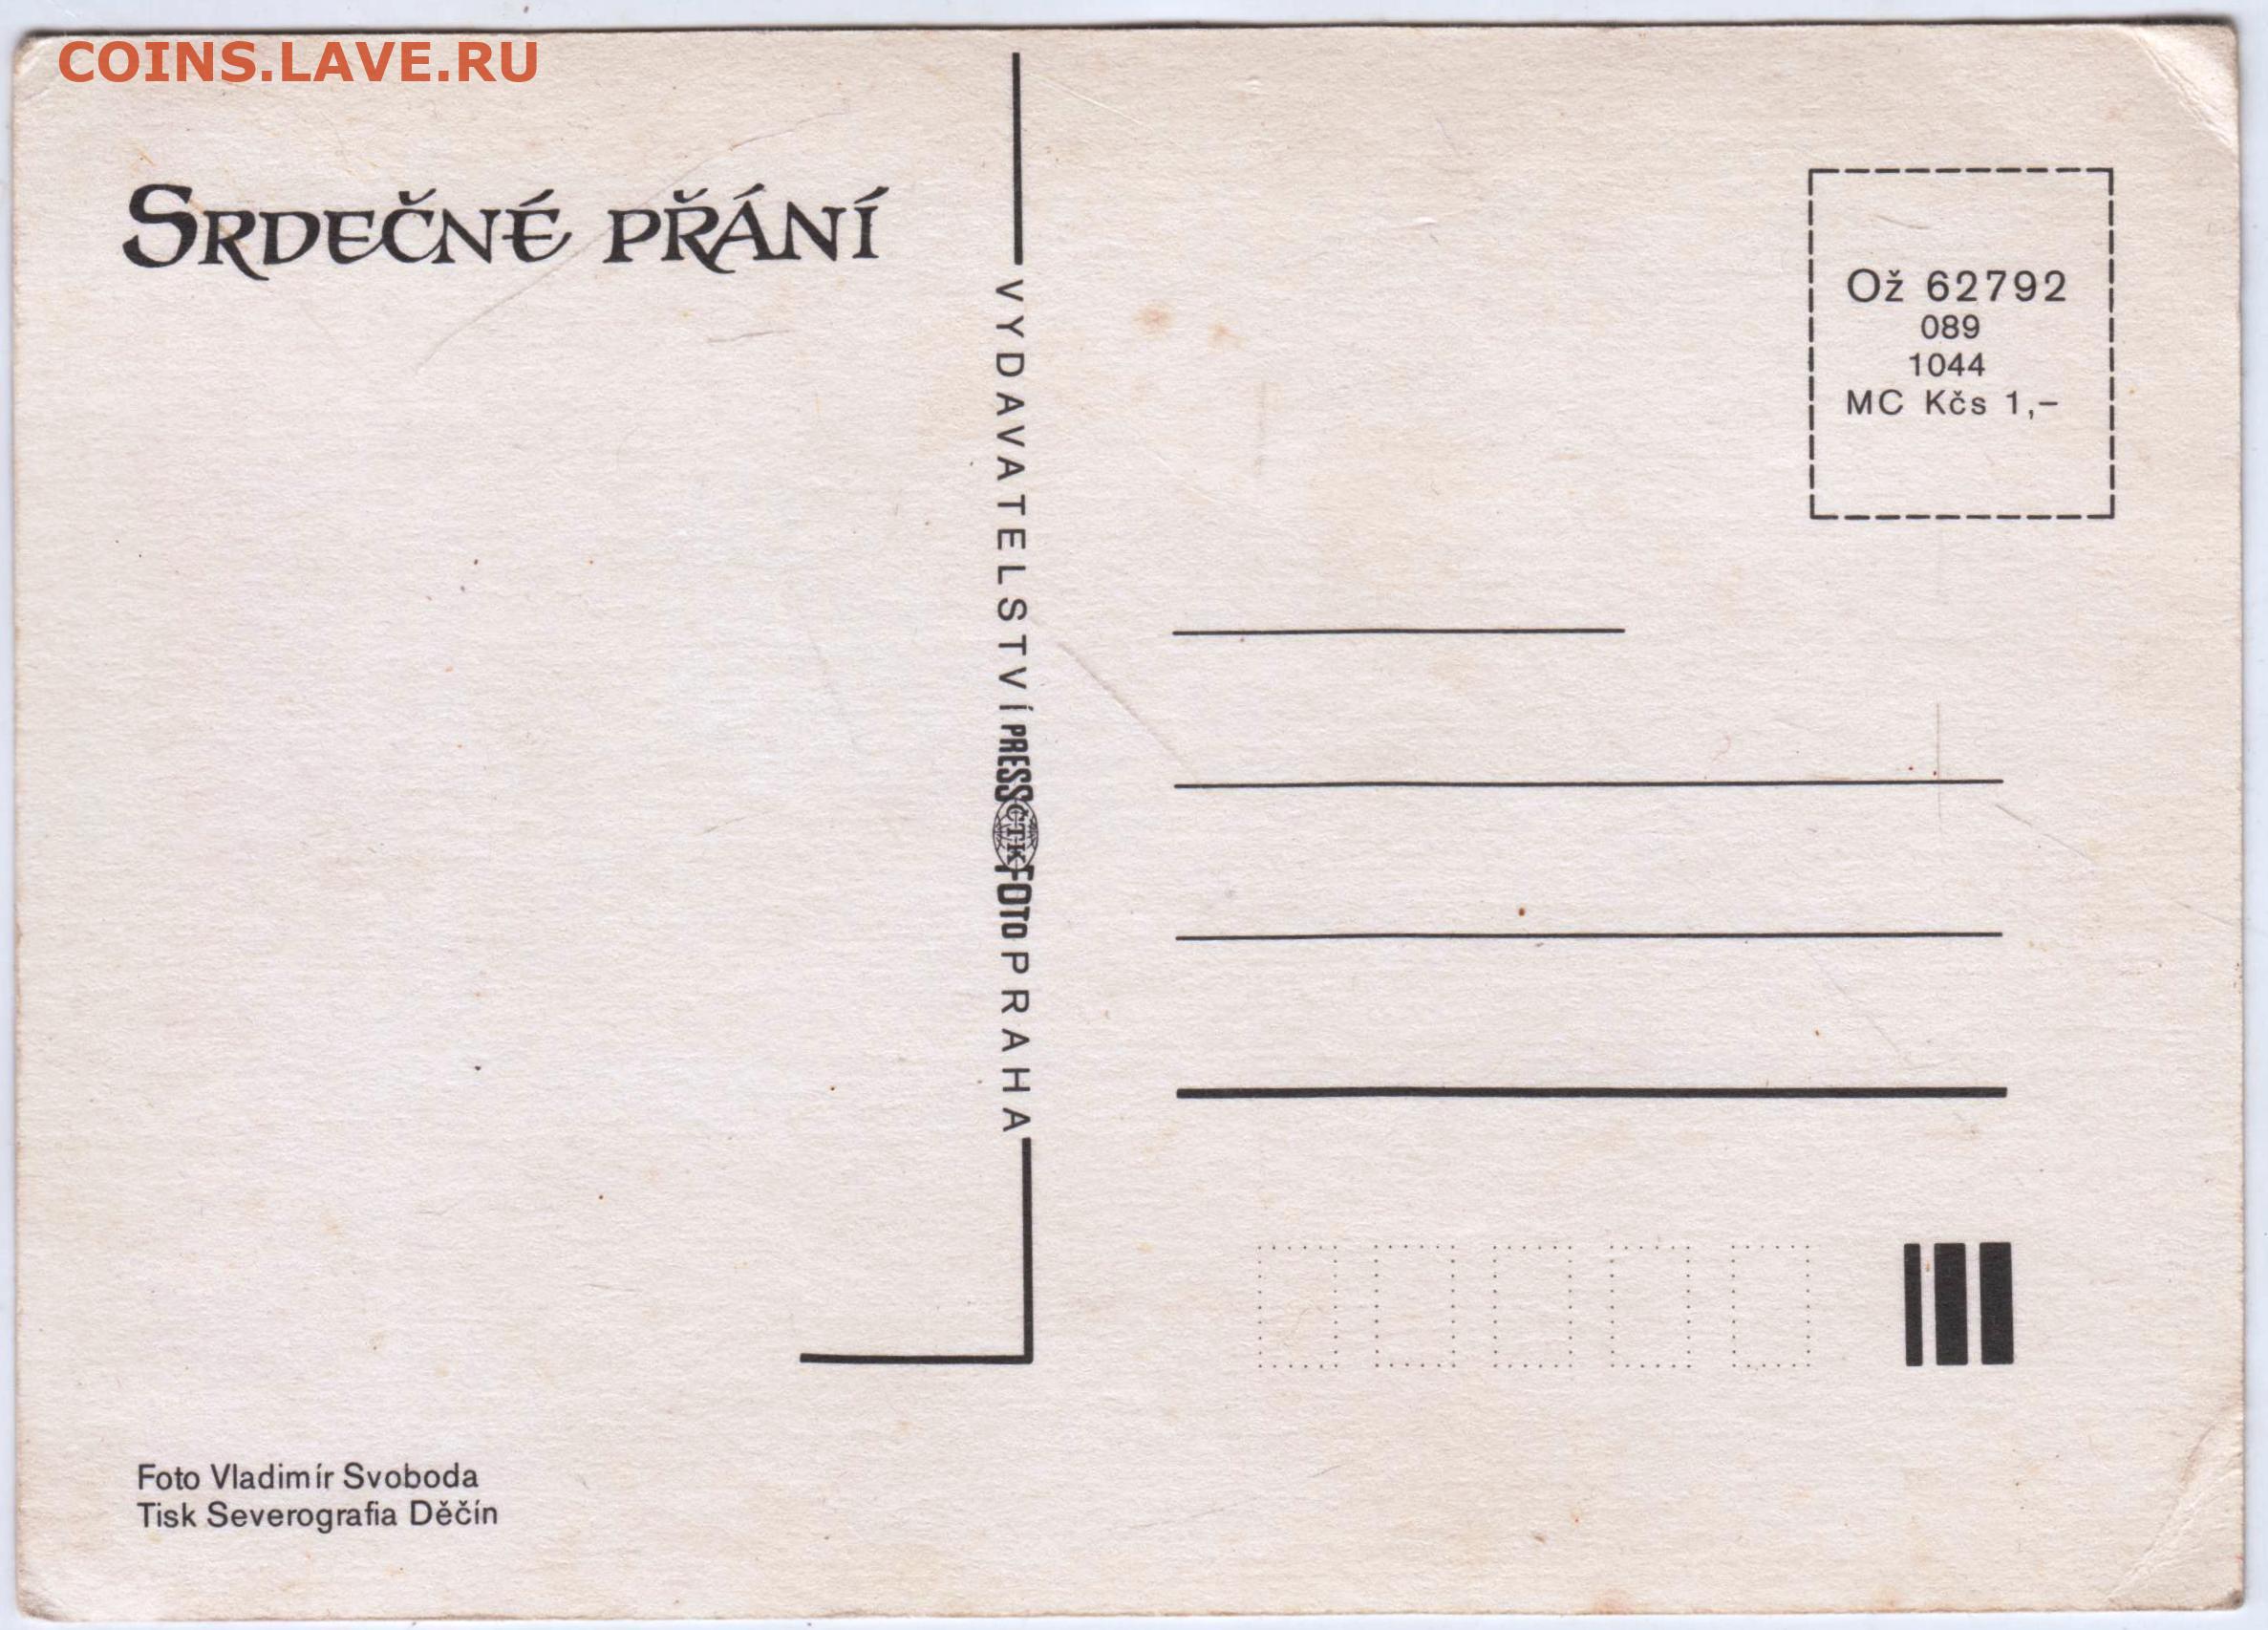 COINS.LAVE.RU
SRDEČNÉ PŘÁNÍ
VYDAVATELSTVÍ PRESS ČTK FOTO PRAHA
Ož 62792
089
1044
MC Kčs 1,–
Foto Vladimír Svoboda
Tisk Severografia Děčín